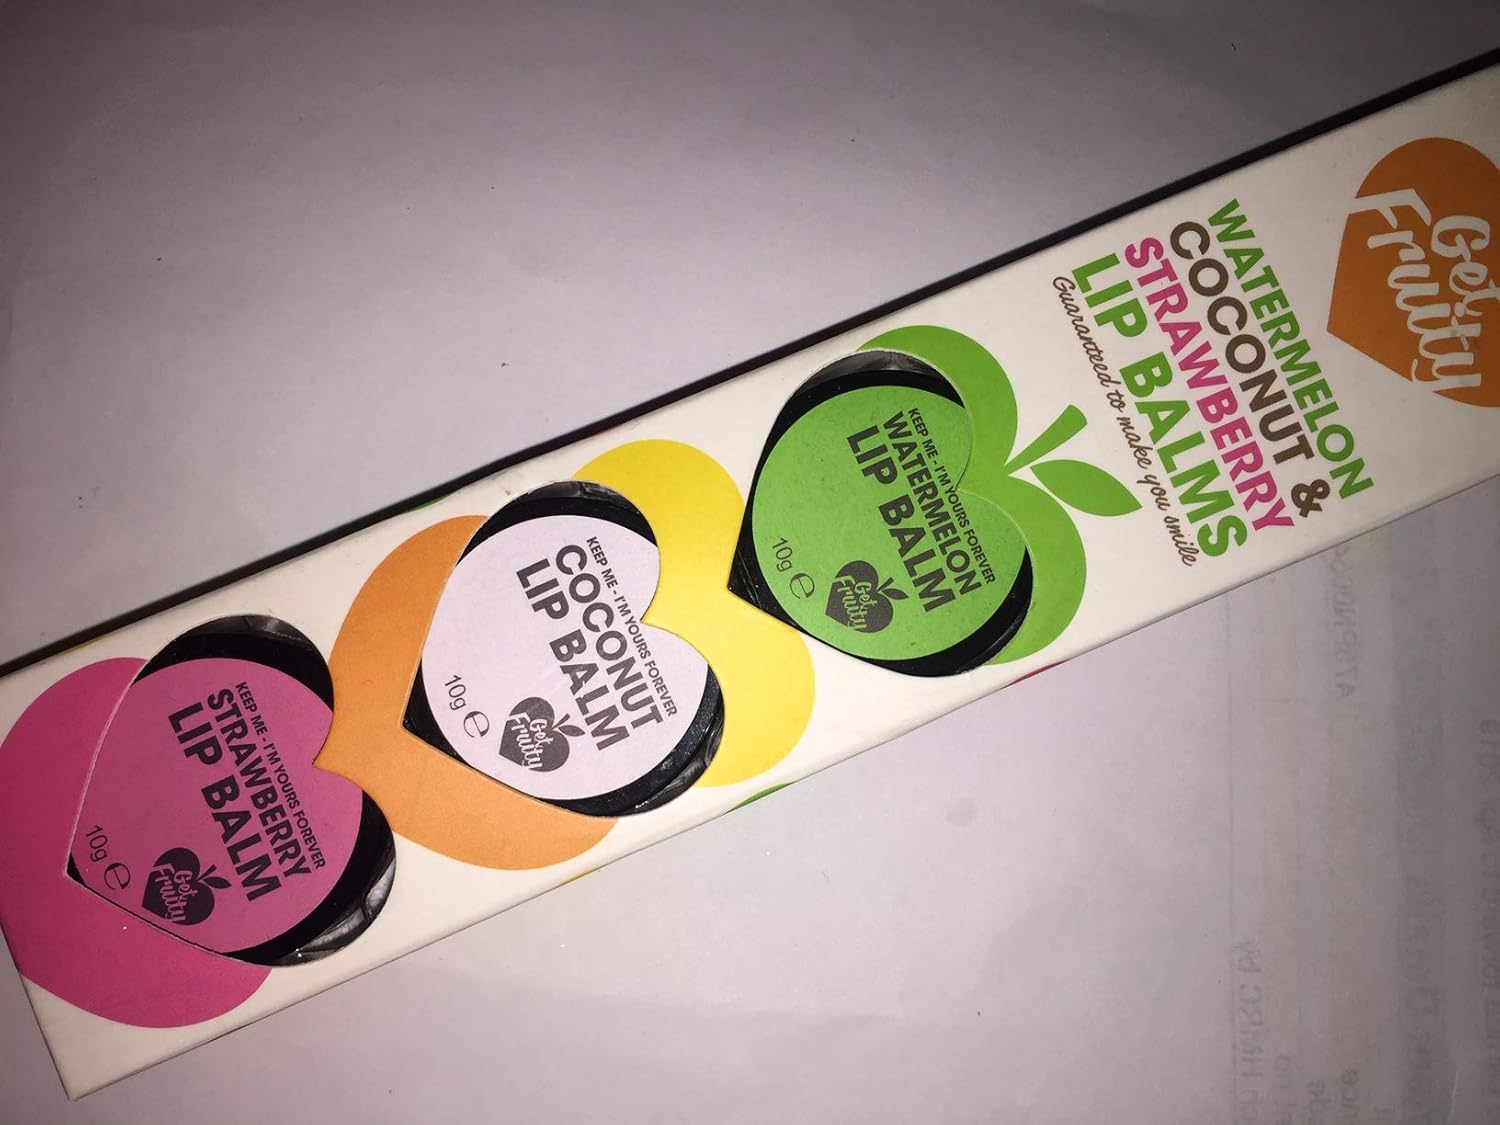 Get
Fruity
WATERMELON
COCONUT &
STRAWBERRY
LIP BALMS
Guaranteed to make you smile
KEEP ME - I'M YOURS FOREVER
WATERMELON
LIP BALM
10g e
Get
Fruity
KEEP ME - I'M YOURS FOREVER
COCONUT
LIP BALM
10g e
Get
Fruity
KEEP ME - I'M YOURS FOREVER
STRAWBERRY
LIP BALM
10g e
Get
Fruity